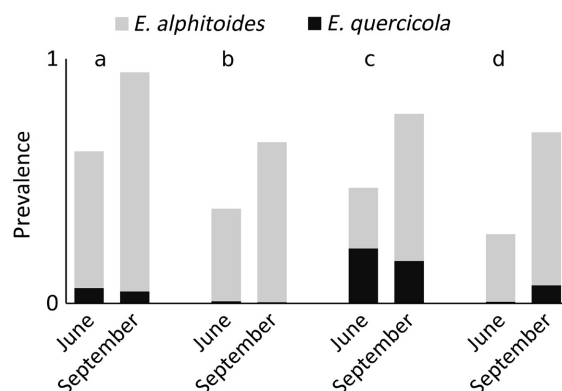 E. alphitoides E. quercicola
a b c d
1
Prevalence
0
June September June September June September June September